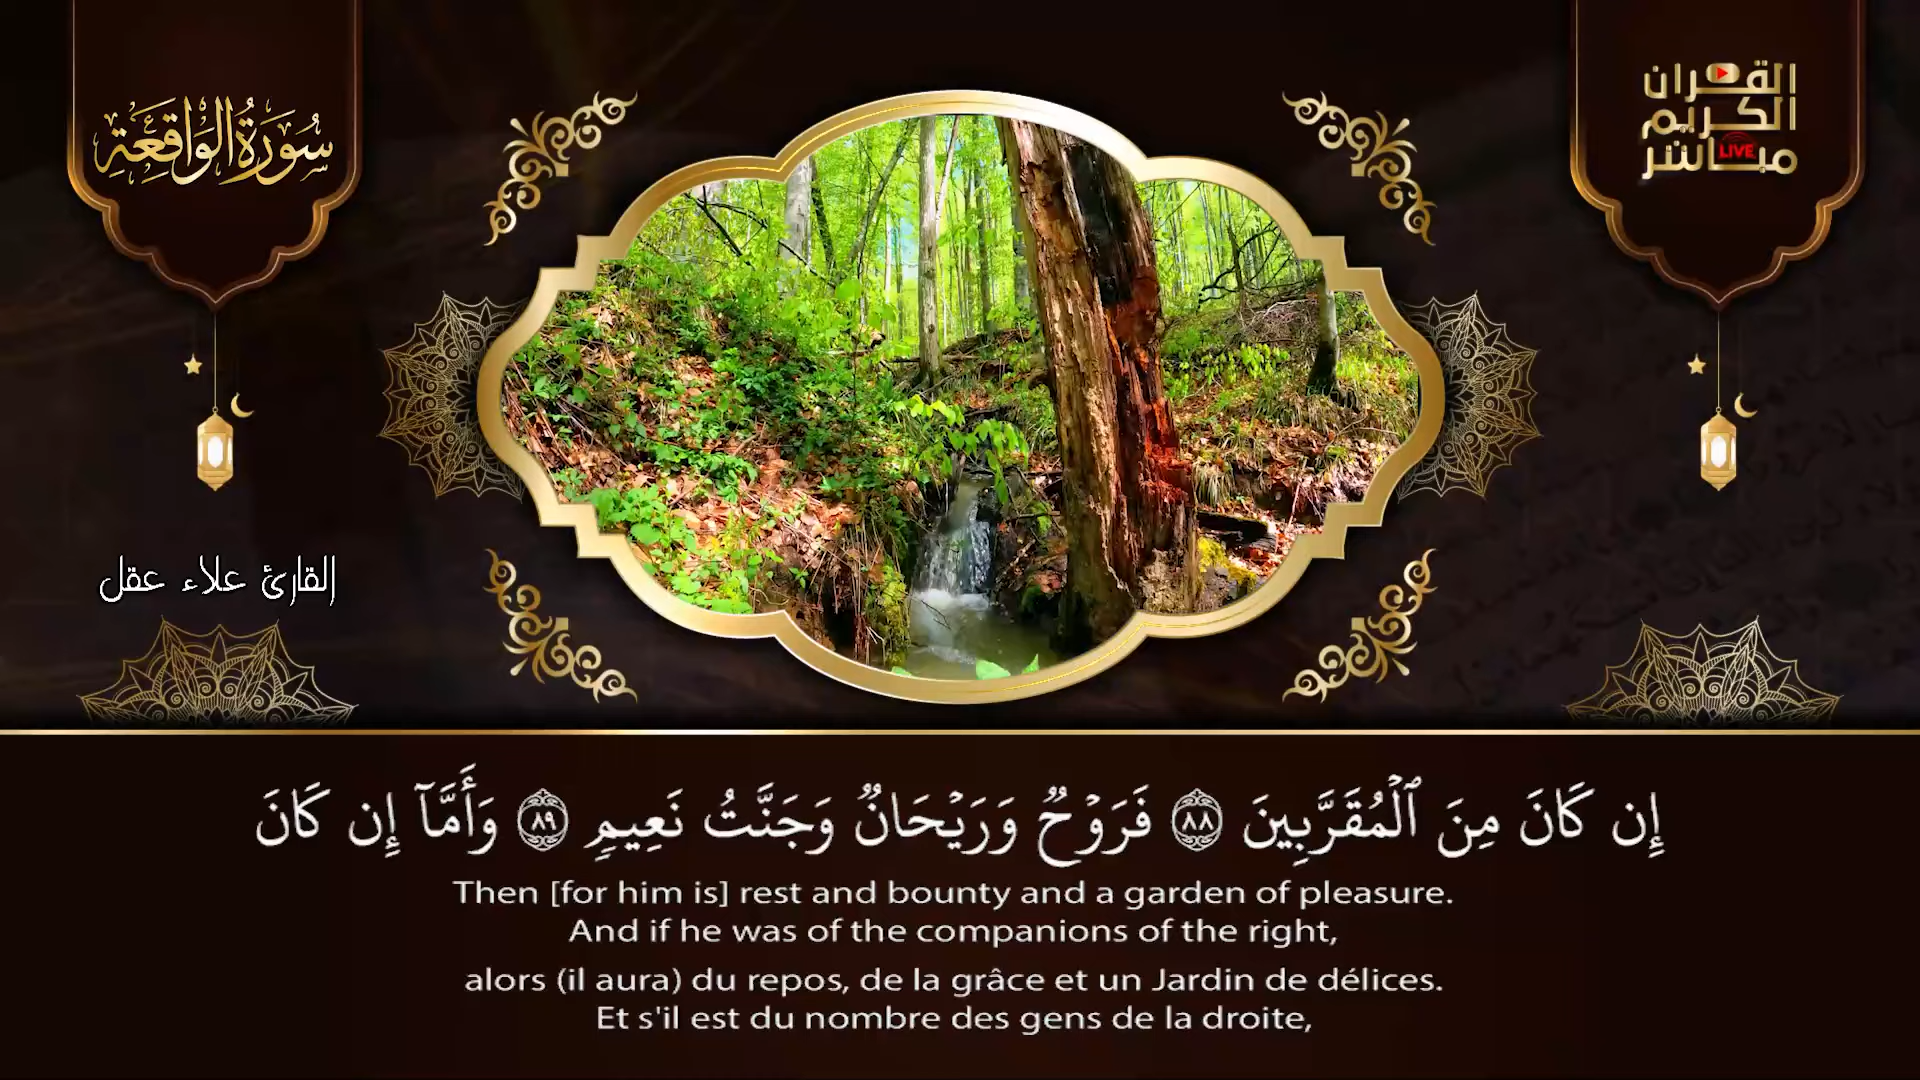 سُورَةُ الوَاقِعَةِ
القرآن
الكريم
مباشر
LIVE
القارئ علاء عقل
إِن كَانَ مِنَ ٱلْمُقَرَّبِينَ ٨٨ فَرَوْحٌ وَرَيْحَانٌ وَجَنَّتُ نَعِيمٍ ٨٩ وَأَمَّآ إِن كَانَ
Then [for him is] rest and bounty and a garden of pleasure.
And if he was of the companions of the right,
alors (il aura) du repos, de la grâce et un Jardin de délices.
Et s'il est du nombre des gens de la droite,